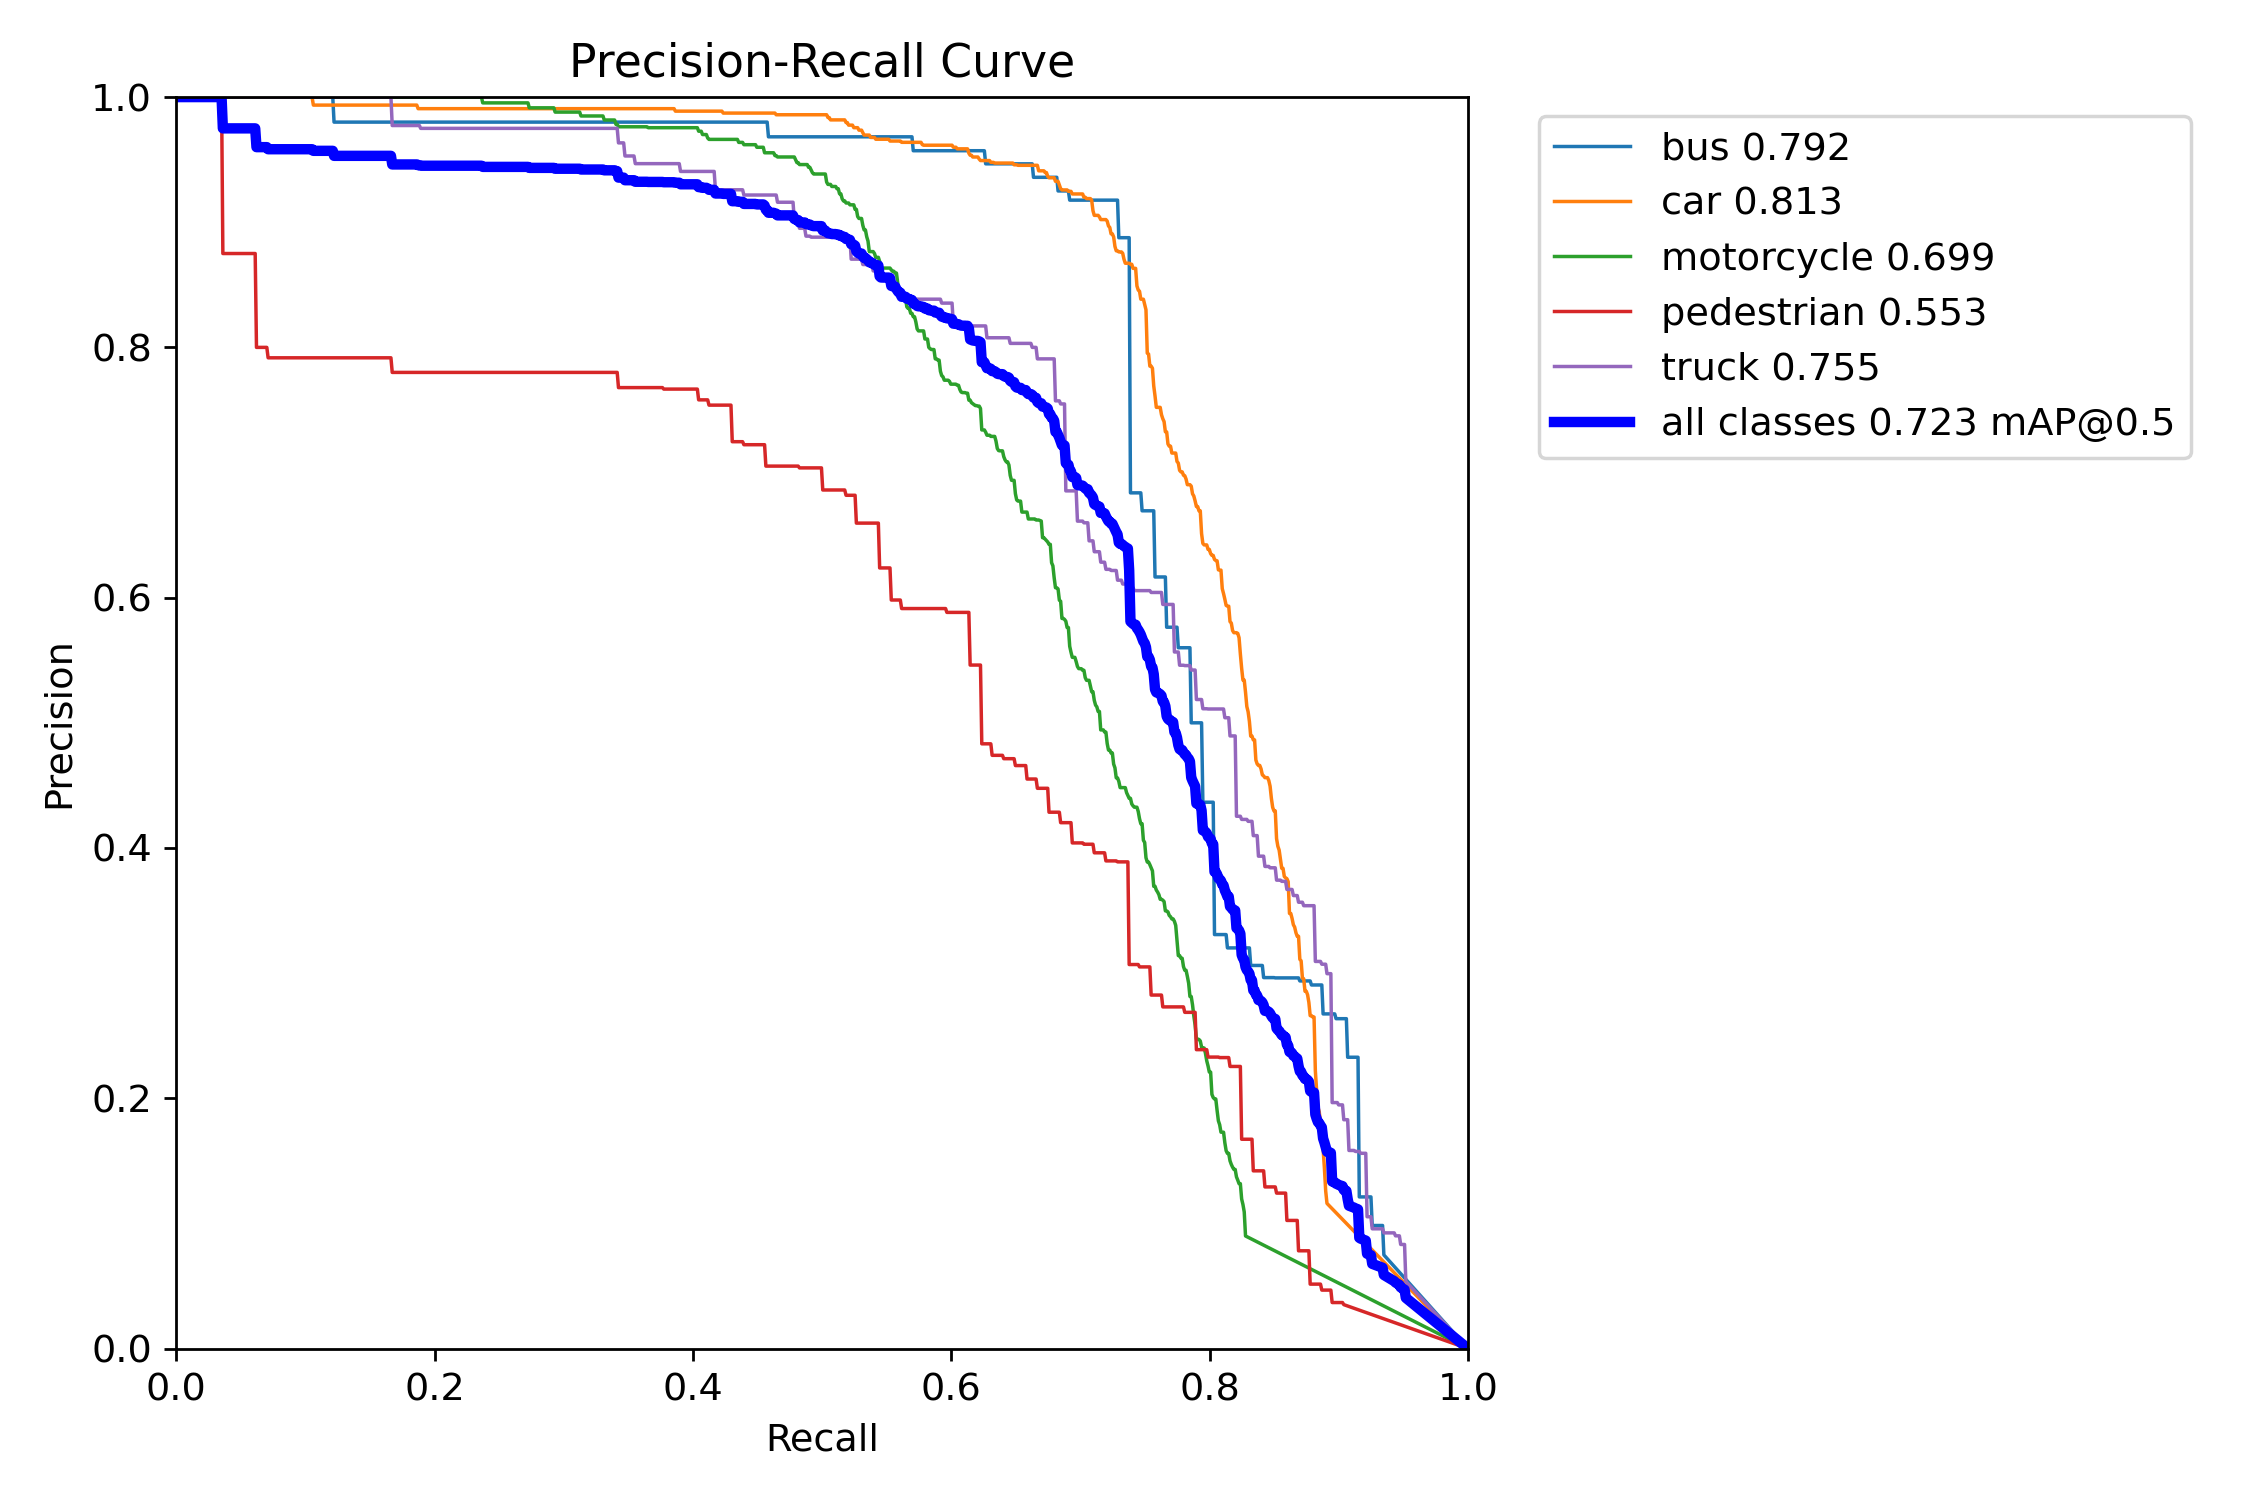 Precision-Recall Curve
1.0
0.8
0.6
0.4
0.2
0.0
Precision
0.0 0.2 0.4 0.6 0.8 1.0
Recall
bus 0.792
car 0.813
motorcycle 0.699
pedestrian 0.553
truck 0.755
all classes 0.723 mAP@0.5